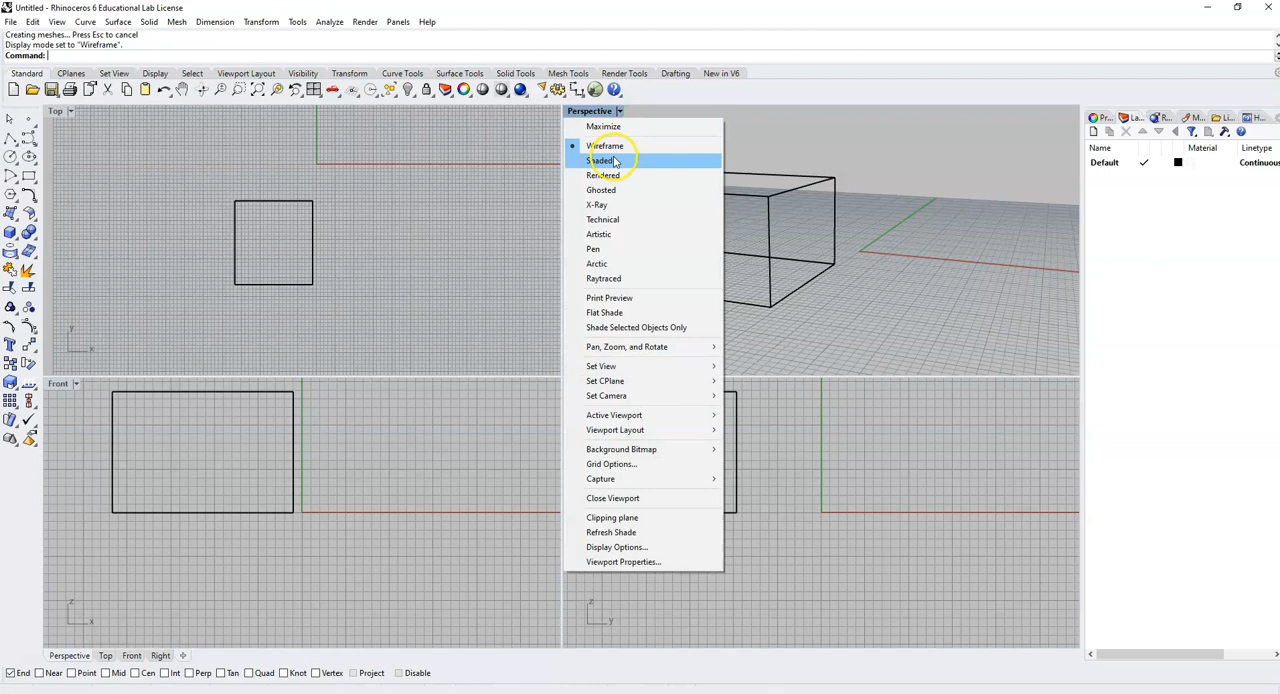 Untitled - Rhinoceros 6 Educational Lab License
File Edit View Curve Surface Solid Mesh Dimension Transform Tools Analyze Render Panels Help
Creating meshes... Press Esc to cancel
Display mode set to "Wireframe".
Command:
Standard CPlanes Set View Display Select Viewport Layout Visibility Transform Curve Tools Surface Tools Solid Tools Mesh Tools Render Tools Drafting New in V6
Top
Perspective
Pr... La... R... M... Li... H...
Maximize
Wireframe
Shaded
Rendered
Ghosted
X-Ray
Technical
Artistic
Pen
Arctic
Raytraced
Print Preview
Flat Shade
Shade Selected Objects Only
Pan, Zoom, and Rotate
Set View
Set CPlane
Set Camera
Active Viewport
Viewport Layout
Background Bitmap
Grid Options...
Capture
Close Viewport
Clipping plane
Refresh Shade
Display Options...
Viewport Properties...
Name Material Linetype
Default Continuous
y
x
Front
z
x
z
y
Perspective Top Front Right
End Near Point Mid Cen Int Perp Tan Quad Knot Vertex Project Disable